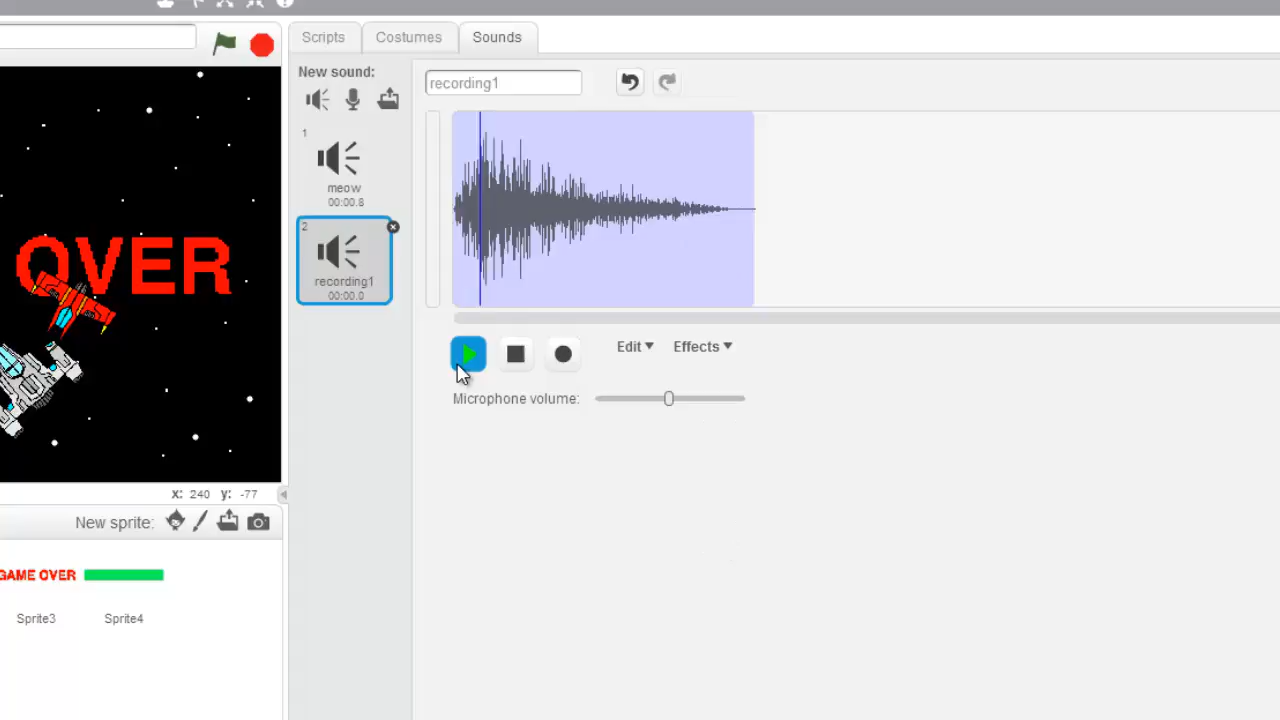 Scripts
Costumes
Sounds
New sound:
recording1
1
meow
00:00.8
2
recording1
00:00.0
OVER
Edit
Effects
Microphone volume:
x: 240 y: -77
New sprite:
GAME OVER
Sprite3
Sprite4